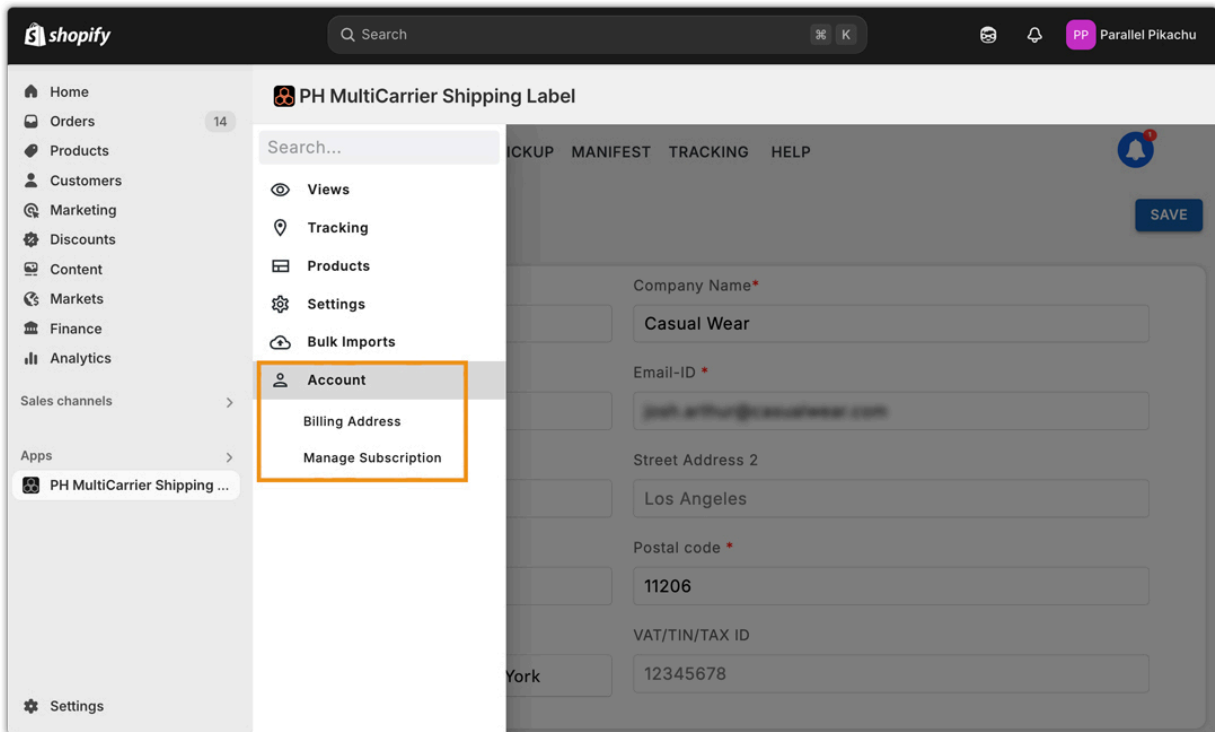 shopify
Search
⌘ K
PP Parallel Pikachu
Home
Orders 14
Products
Customers
Marketing
Discounts
Content
Markets
Finance
Analytics
Sales channels
Apps
PH MultiCarrier Shipping ...
Settings
PH MultiCarrier Shipping Label
Search...
Views
Tracking
Products
Settings
Bulk Imports
Account
Billing Address
Manage Subscription
ICKUP MANIFEST TRACKING HELP
1
SAVE
Company Name*
Casual Wear
Email-ID *
Street Address 2
Los Angeles
Postal code *
11206
VAT/TIN/TAX ID
York
12345678